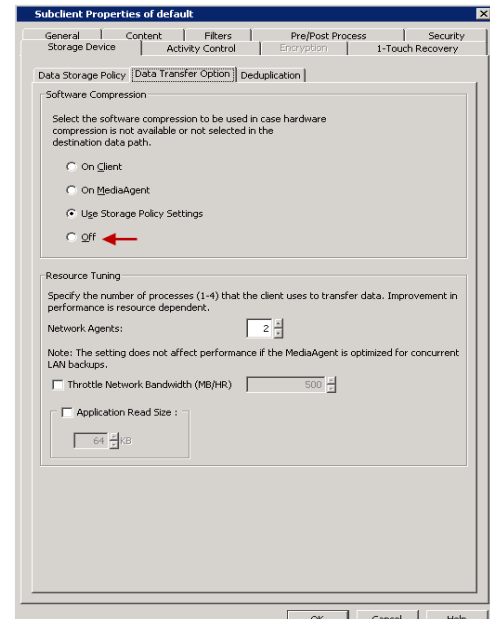 Subclient Properties of default
General Content Filters Pre/Post Process Security
Storage Device Activity Control Encryption 1-Touch Recovery
Data Storage Policy Data Transfer Option Deduplication
Software Compression
Select the software compression to be used in case hardware
compression is not available or not selected in the
destination data path.
On Client
On MediaAgent
Use Storage Policy Settings
Off
Resource Tuning
Specify the number of processes (1-4) that the client uses to transfer data. Improvement in
performance is resource dependent.
Network Agents: 2
Note: The setting does not affect performance if the MediaAgent is optimized for concurrent
LAN backups.
Throttle Network Bandwidth (MB/HR) 500
Application Read Size :
64 KB
OK Cancel Help